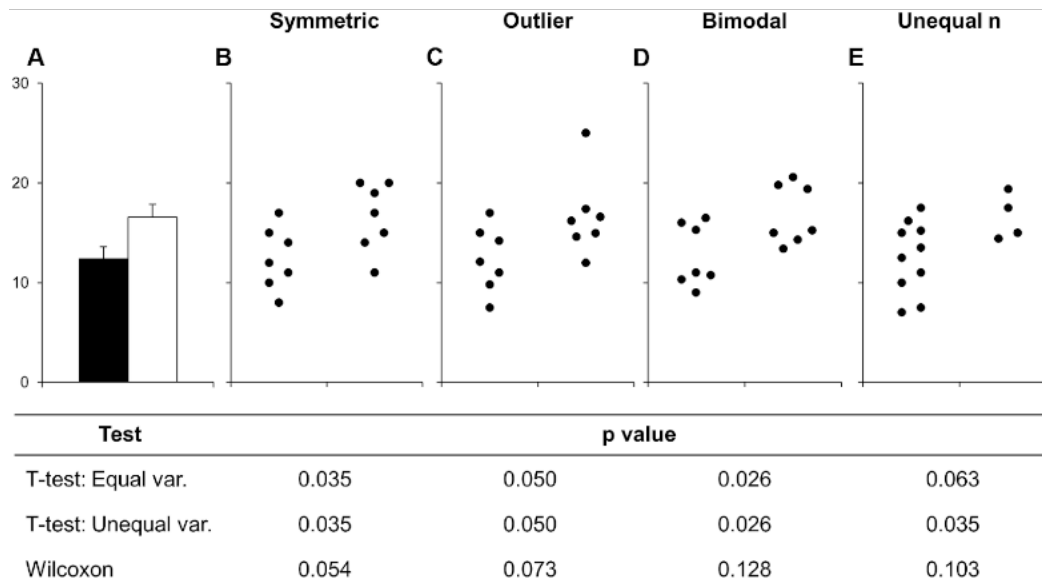 Symmetric Outlier Bimodal Unequal n
A B C D E
30
20
10
0
Test p value
T-test: Equal var. 0.035 0.050 0.026 0.063
T-test: Unequal var. 0.035 0.050 0.026 0.035
Wilcoxon 0.054 0.073 0.128 0.103